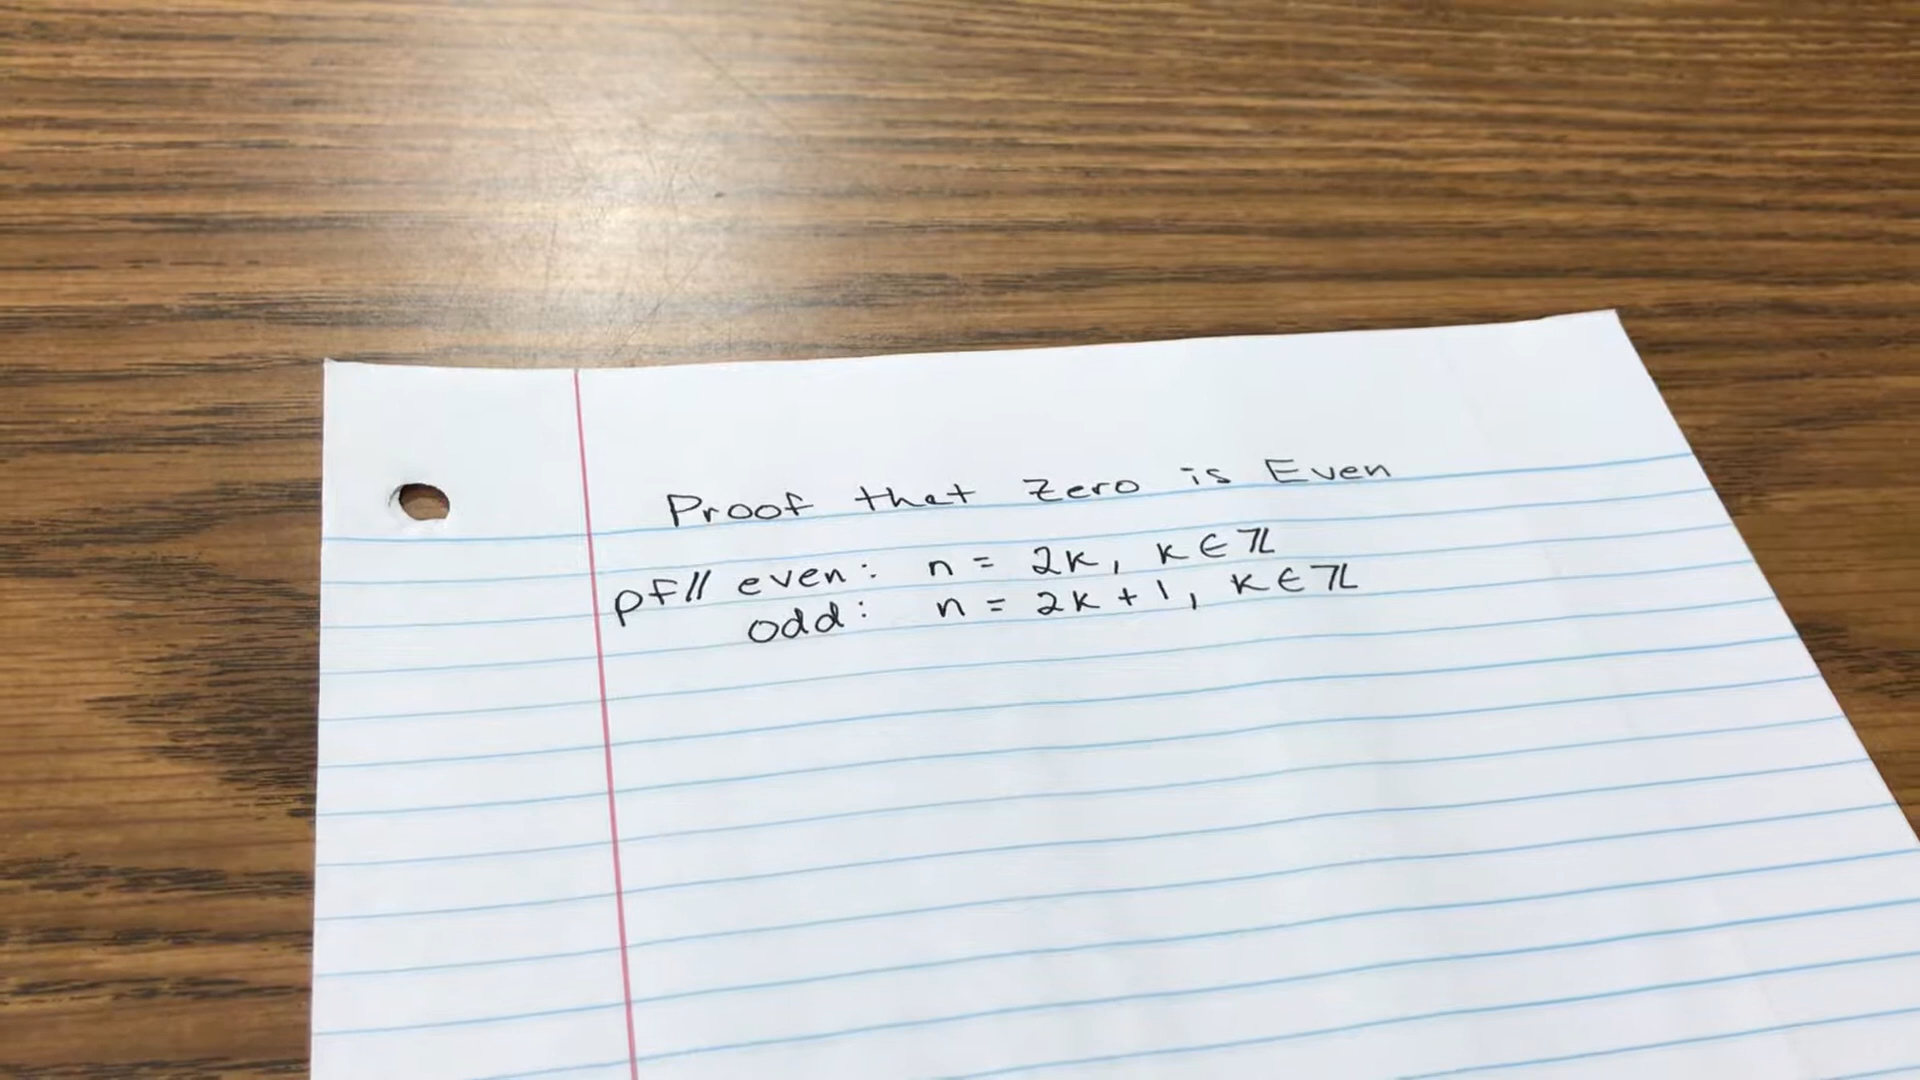 Proof that Zero is Even
pf// even: n = 2k, k ∈ ℤ
odd: n = 2k + 1, k ∈ ℤ